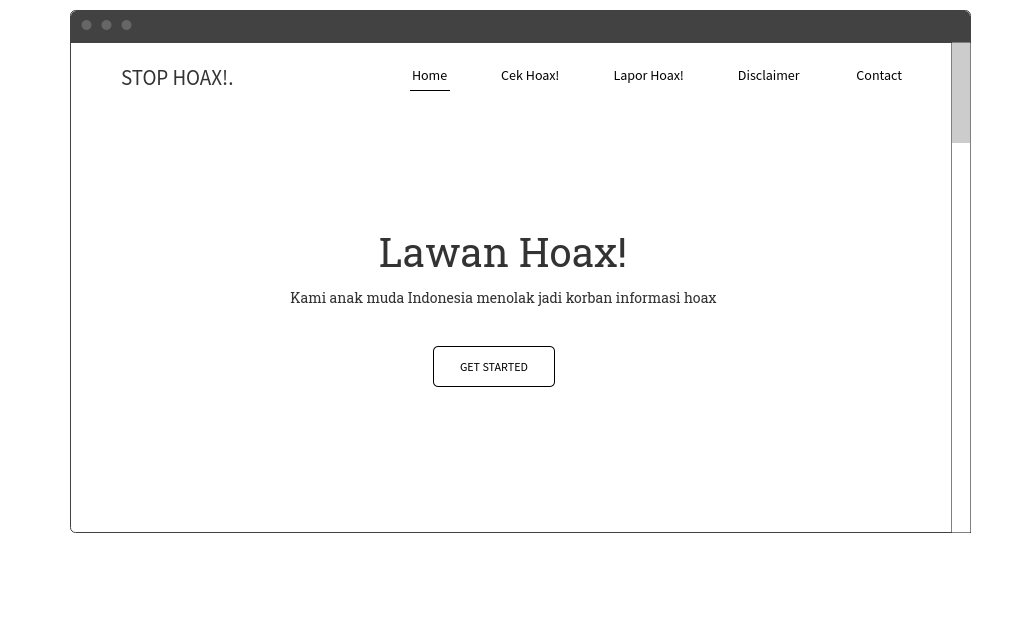 STOP HOAX!.
Home Cek Hoax! Lapor Hoax! Disclaimer Contact
Lawan Hoax!
Kami anak muda Indonesia menolak jadi korban informasi hoax
GET STARTED